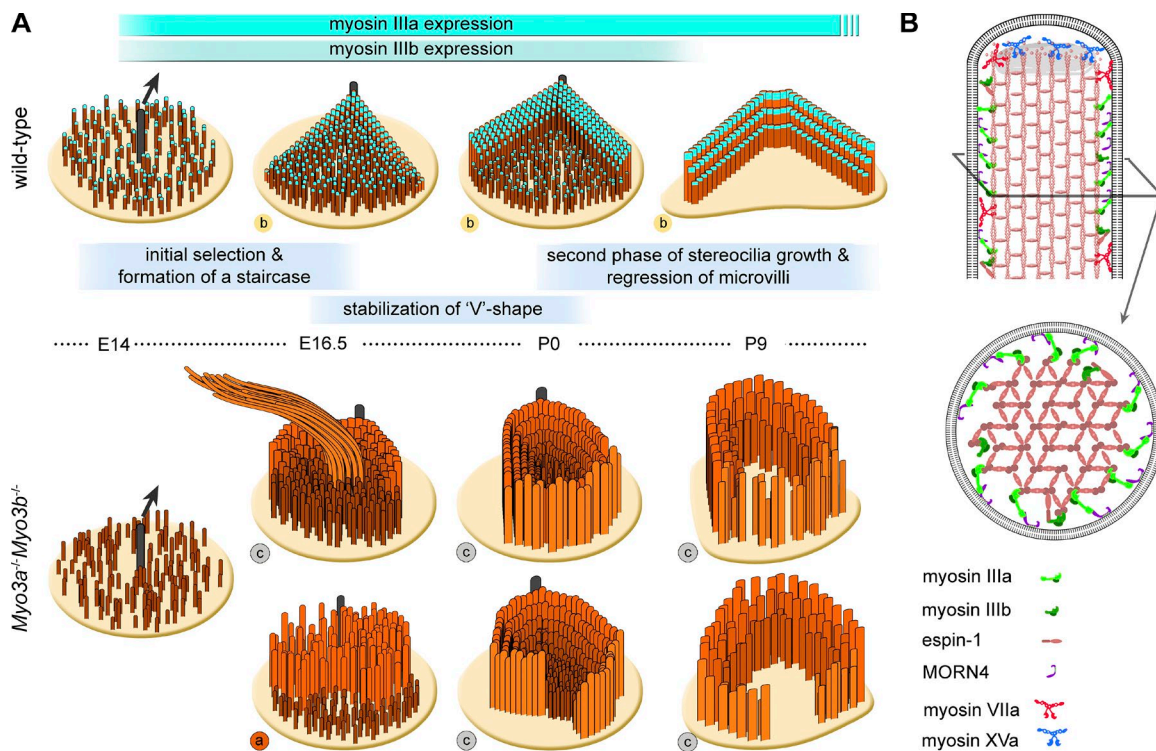 A
myosin IIIa expression
myosin IIIb expression
wild-type
b
b
b
initial selection &
formation of a staircase
second phase of stereocilia growth &
regression of microvilli
stabilization of 'V'-shape
E14
E16.5
P0
P9
Myo3a-/-Myo3b-/-
c
c
c
a
c
c
B
myosin IIIa
myosin IIIb
espin-1
MORN4
myosin VIIa
myosin XVa